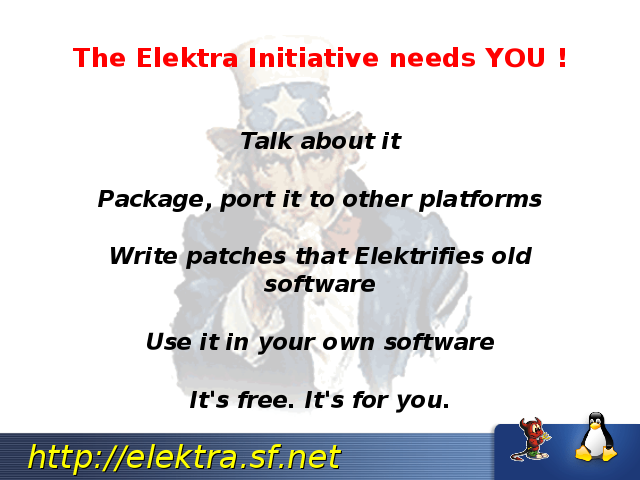 The Elektra Initiative needs YOU !
Talk about it
Package, port it to other platforms
Write patches that Elektrifies old
software
Use it in your own software
It's free. It's for you.
http://elektra.sf.net